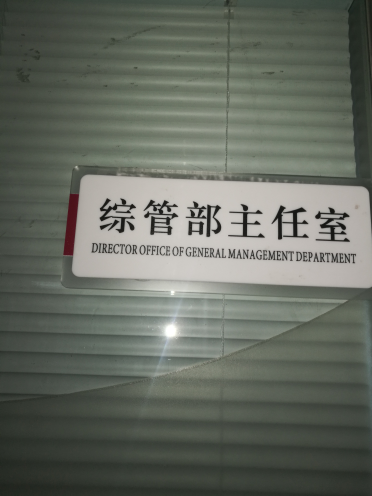 综管部主任室
DIRECTOR OFFICE OF GENERAL MANAGEMENT DEPARTMENT